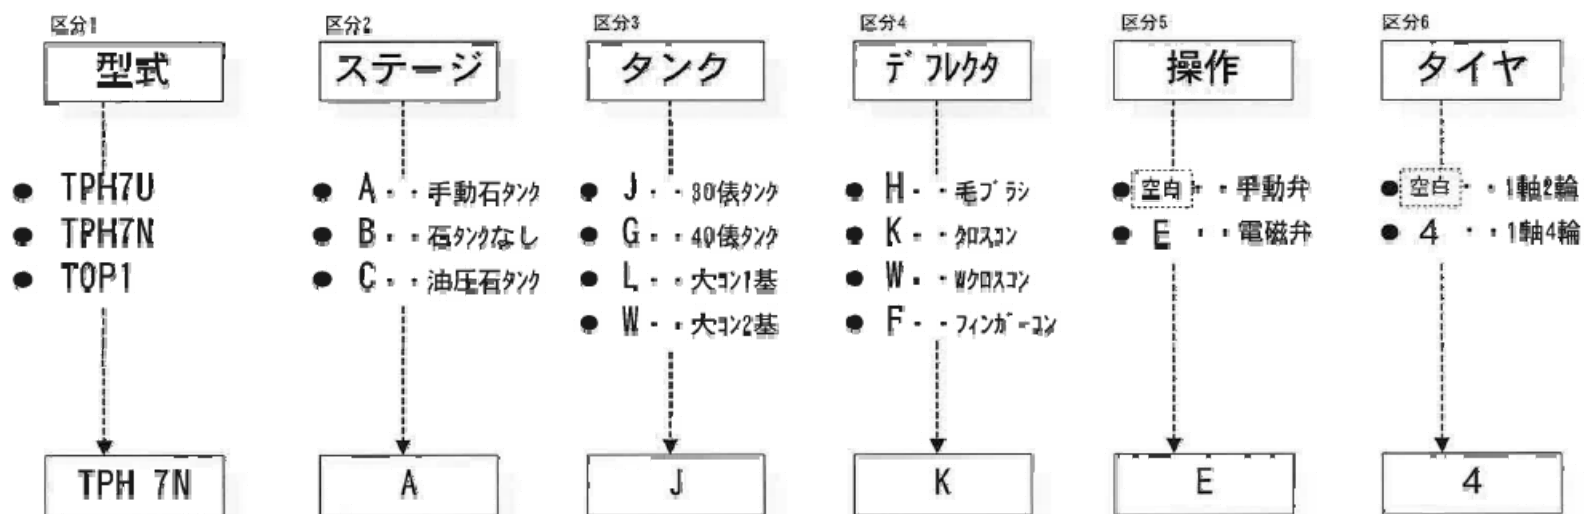 区分1 区分2 区分3 区分4 区分5 区分6
型式 ステージ タンク デフレクタ 操作 タイヤ
● TPH7U ● A・・手動石タンク ● J・・30俵タンク ● H・・毛ブラシ ● 空白・・手動弁 ● 空白・・1軸2輪
● TPH7N ● B・・石タンクなし ● G・・40俵タンク ● K・・クロスコン ● E・・電磁弁 ● 4・・1軸4輪
● TOP1 ● C・・油圧石タンク ● L・・大コン1基 ● W・・Wクロスコン
● W・・大コン2基 ● F・・フィンガーコン
TPH 7N A J K E 4